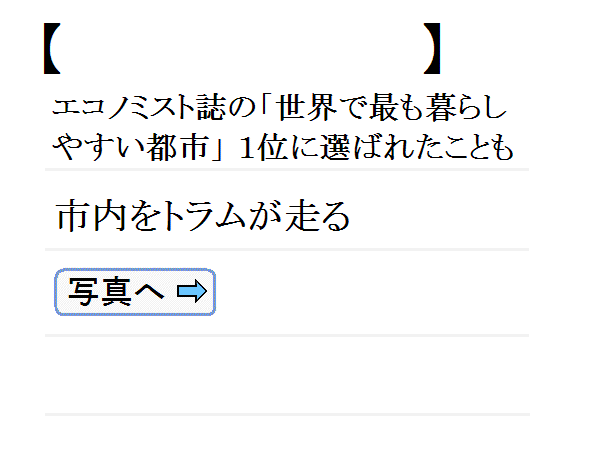 【　　　　　　　　　】
エコノミスト誌の「世界で最も暮らし
やすい都市」１位に選ばれたことも
市内をトラムが走る
写真へ ⇨